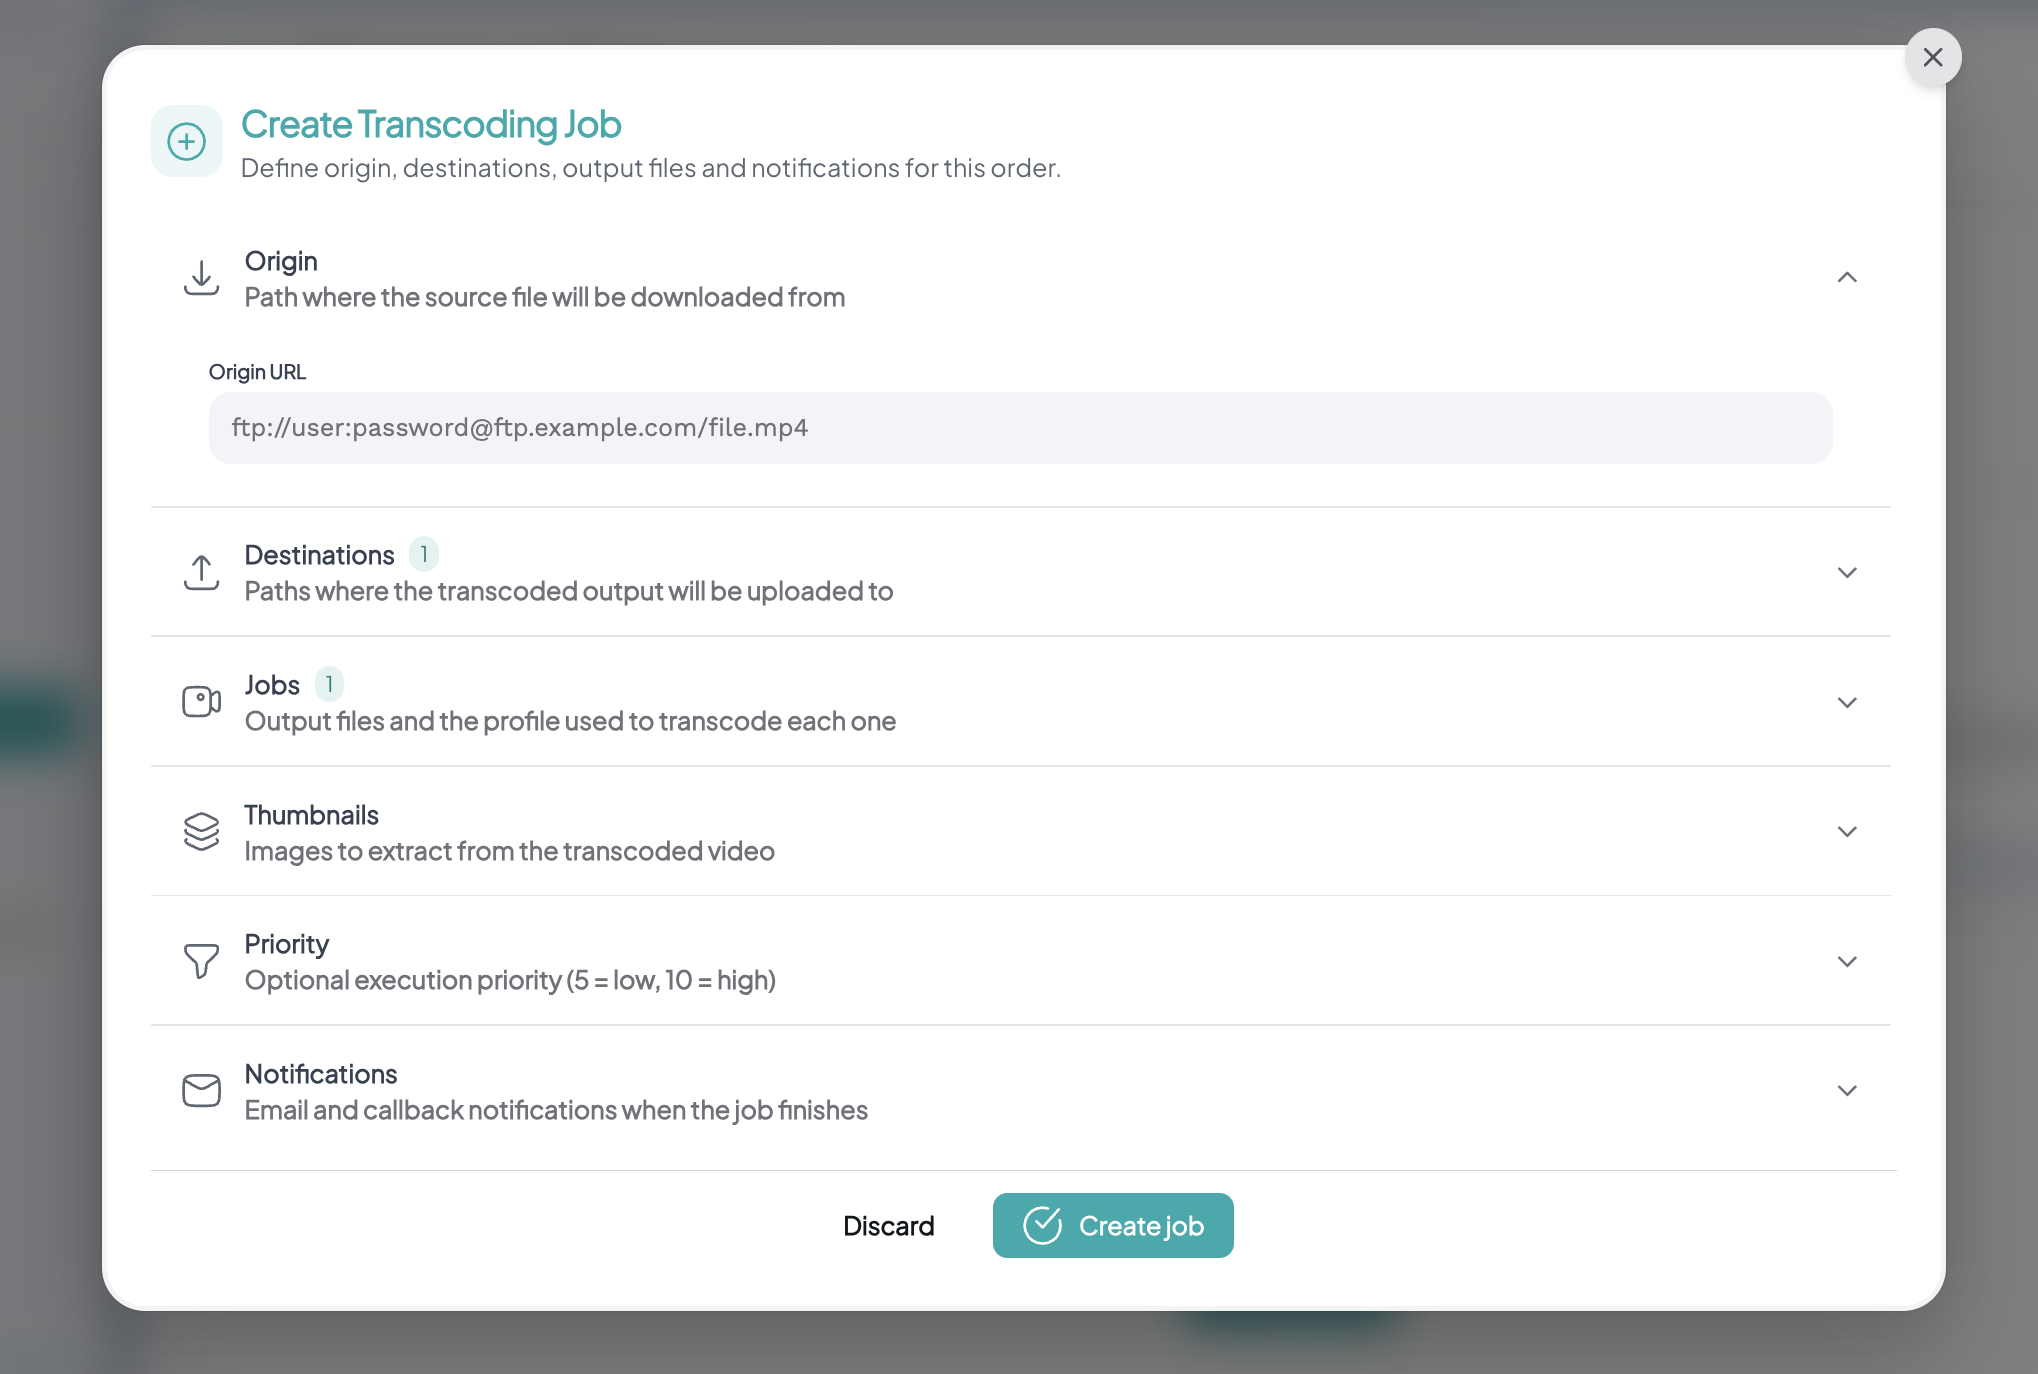 Create Transcoding Job
Define origin, destinations, output files and notifications for this order.
Origin
Path where the source file will be downloaded from
Origin URL
ftp://user:password@ftp.example.com/file.mp4
Destinations 1
Paths where the transcoded output will be uploaded to
Jobs 1
Output files and the profile used to transcode each one
Thumbnails
Images to extract from the transcoded video
Priority
Optional execution priority (5 = low, 10 = high)
Notifications
Email and callback notifications when the job finishes
Discard
Create job